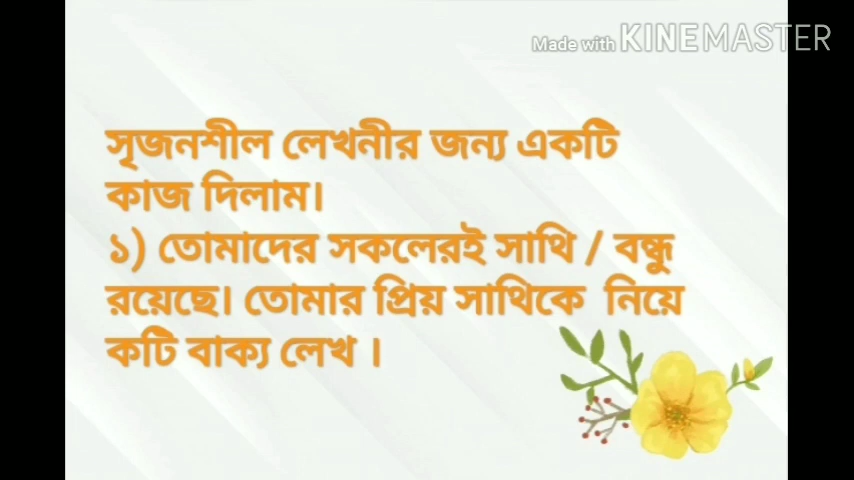 Made with KINEMASTER
সৃজনশীল লেখনীর জন্য একটি
কাজ দিলাম।
১) তোমাদের সকলেরই সাথি / বন্ধু
রয়েছে। তোমার প্রিয় সাথিকে নিয়ে
কটি বাক্য লেখ ।